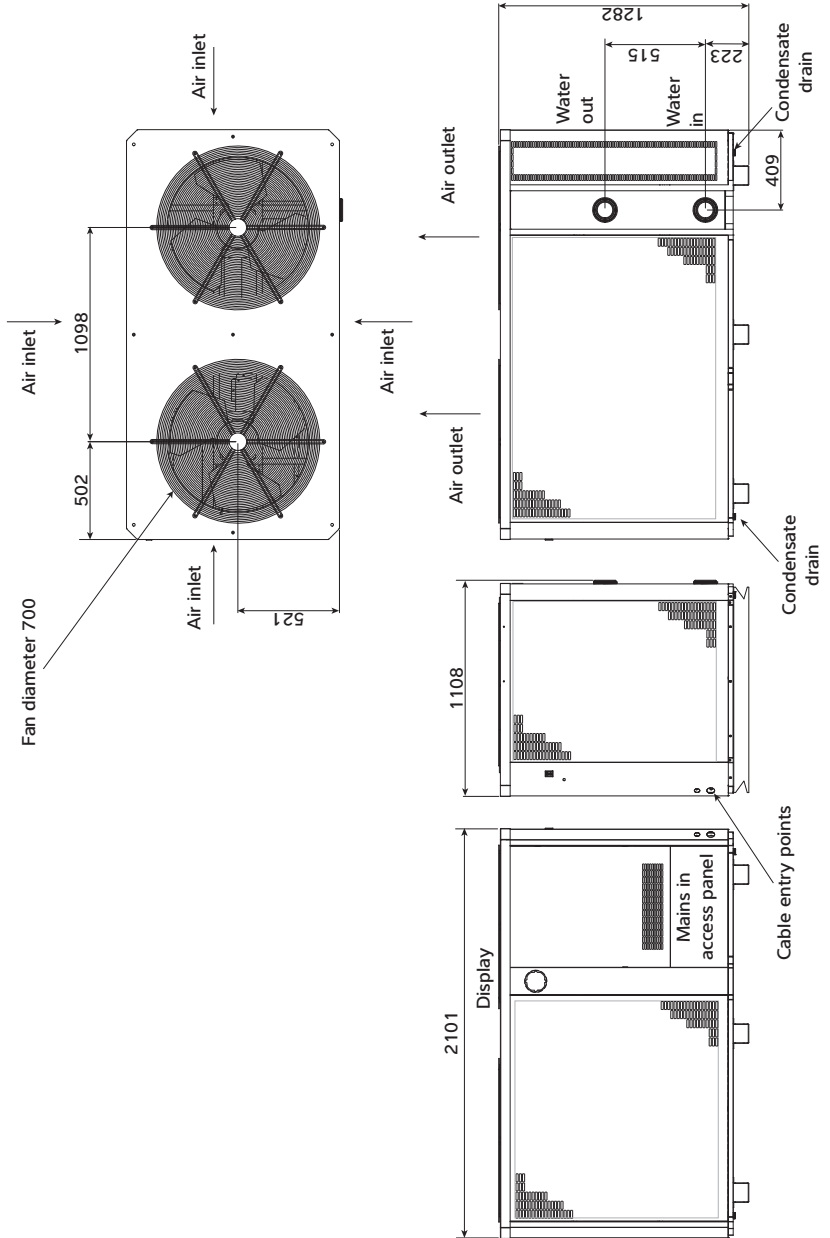 Fan diameter 700
502
1098
Air inlet
Air inlet
Air inlet
Air inlet
521
2101
Display
Mains in
access panel
Cable entry points
1108
Air outlet
Air outlet
1282
515
223
Water
out
Water
in
409
Condensate
drain
Condensate
drain